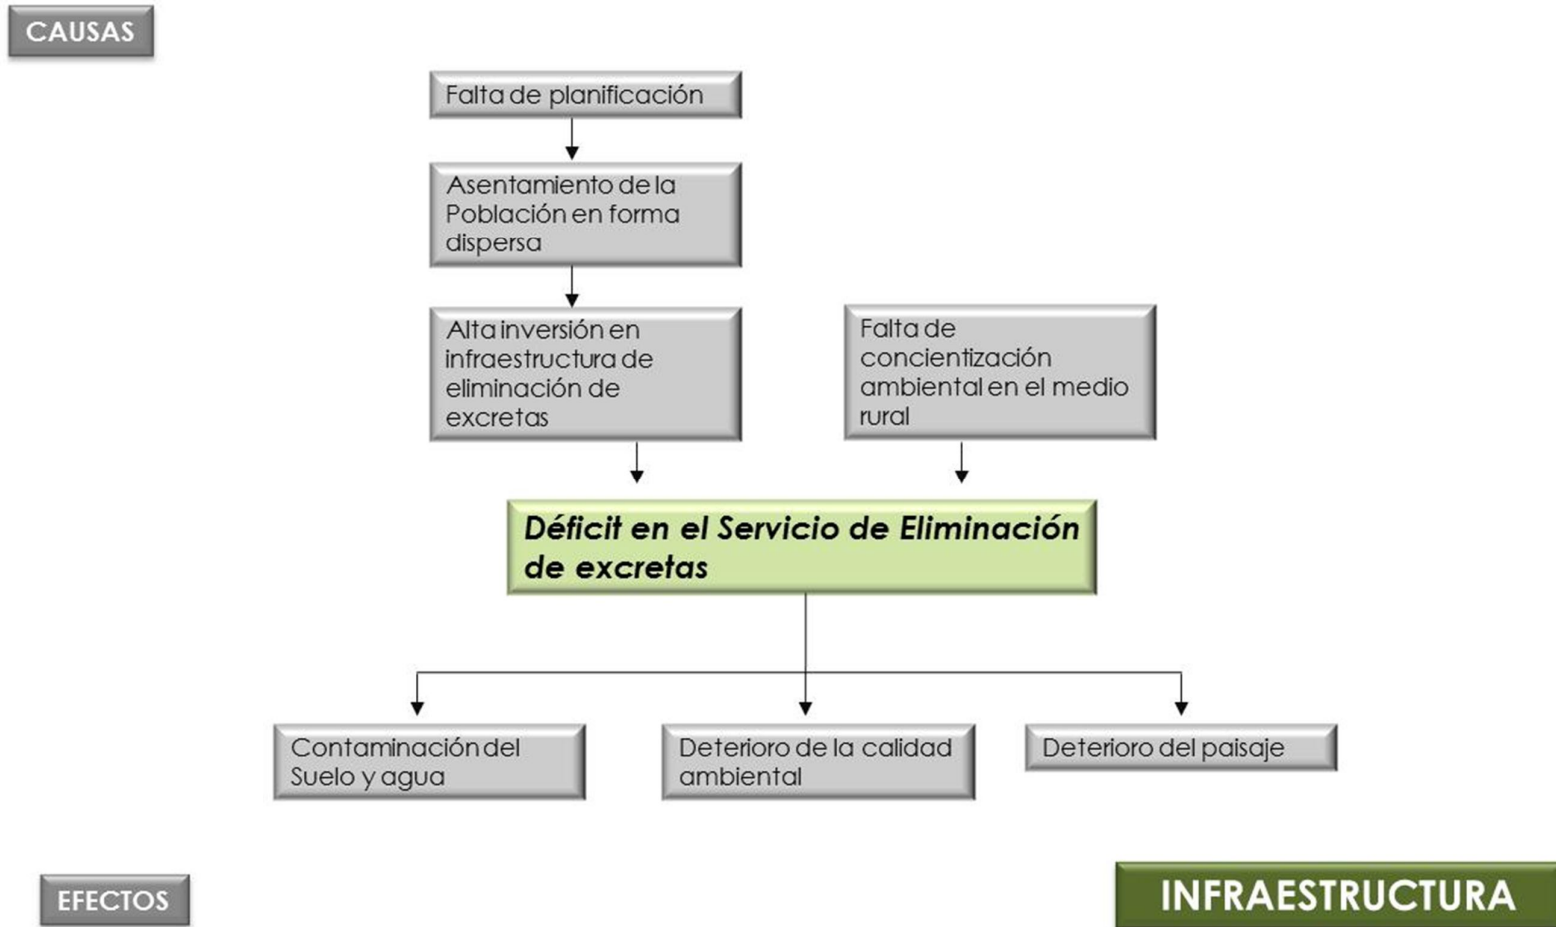 CAUSAS
Falta de planificación
Asentamiento de la
Población en forma
dispersa
Alta inversión en
infraestructura de
eliminación de
excretas
Falta de
concientización
ambiental en el medio
rural
Déficit en el Servicio de Eliminación
de excretas
Contaminación del
Suelo y agua
Deterioro de la calidad
ambiental
Deterioro del paisaje
EFECTOS
INFRAESTRUCTURA